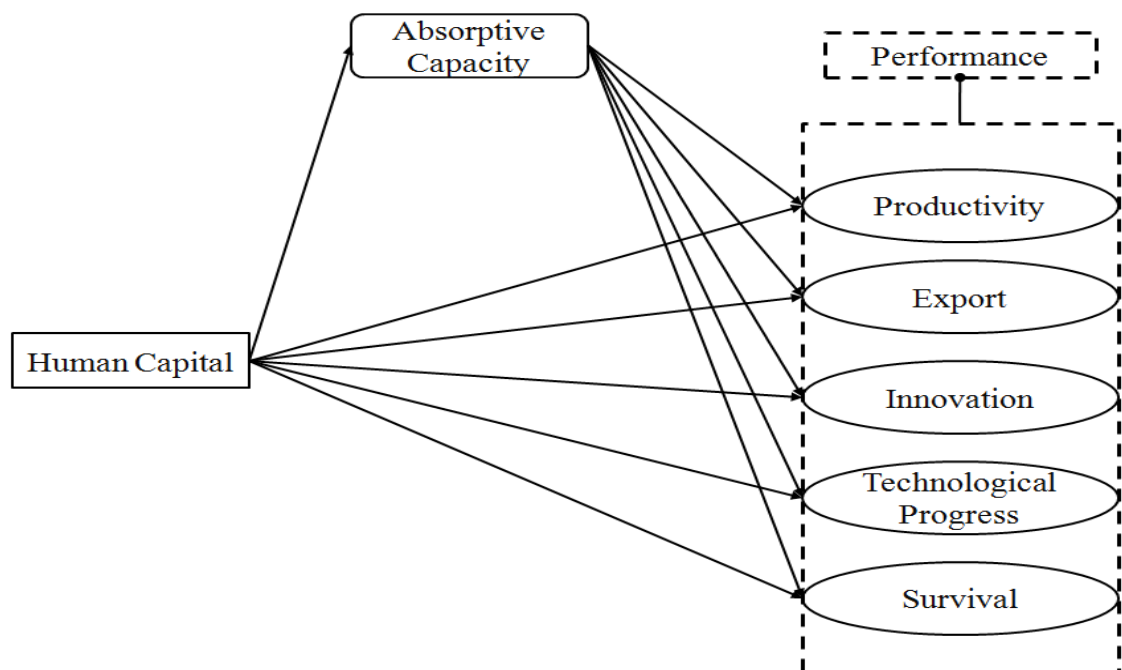 Absorptive
Capacity
Performance
Productivity
Export
Human Capital
Innovation
Technological
Progress
Survival